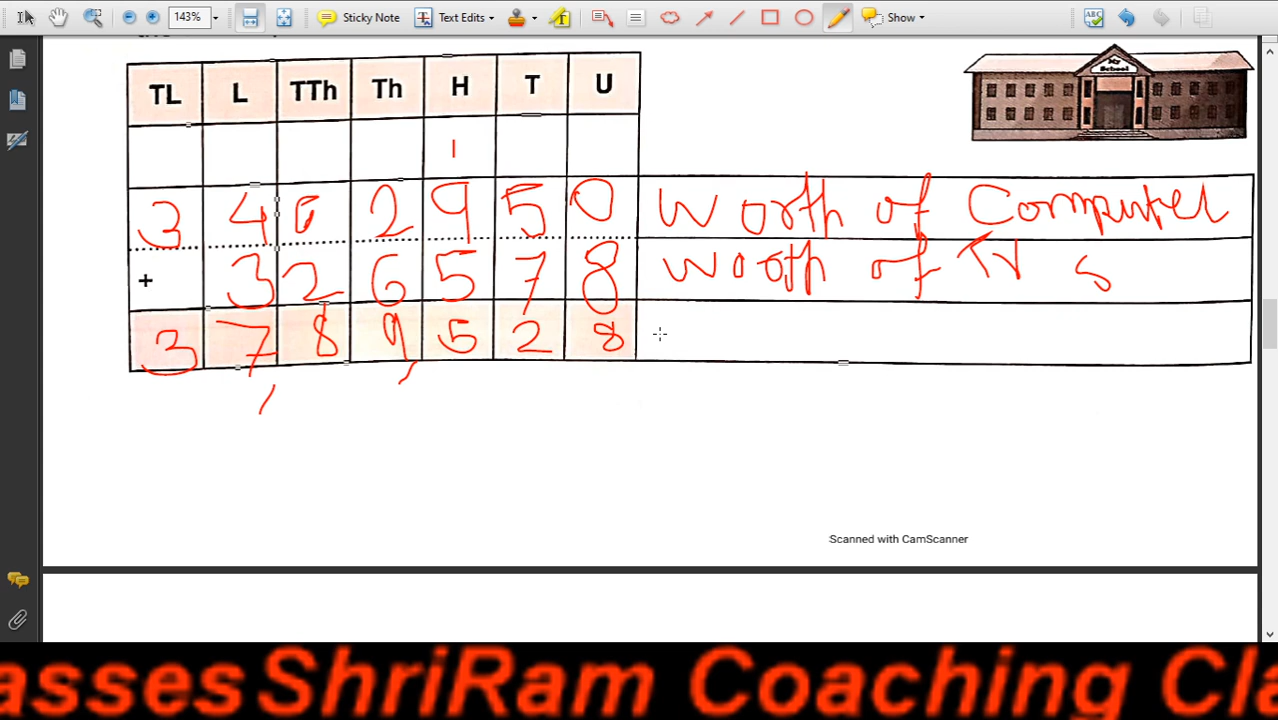 143%
Sticky Note
Text Edits
Show
My School
TL L TTh Th H T U
1
3 4 6 2 9 5 0 Worth of Computer
+ 3 2 6 5 7 8 Worth of TV s
3 7, 8 9, 5 2 8
Scanned with CamScanner
asses ShriRam Coaching Cla